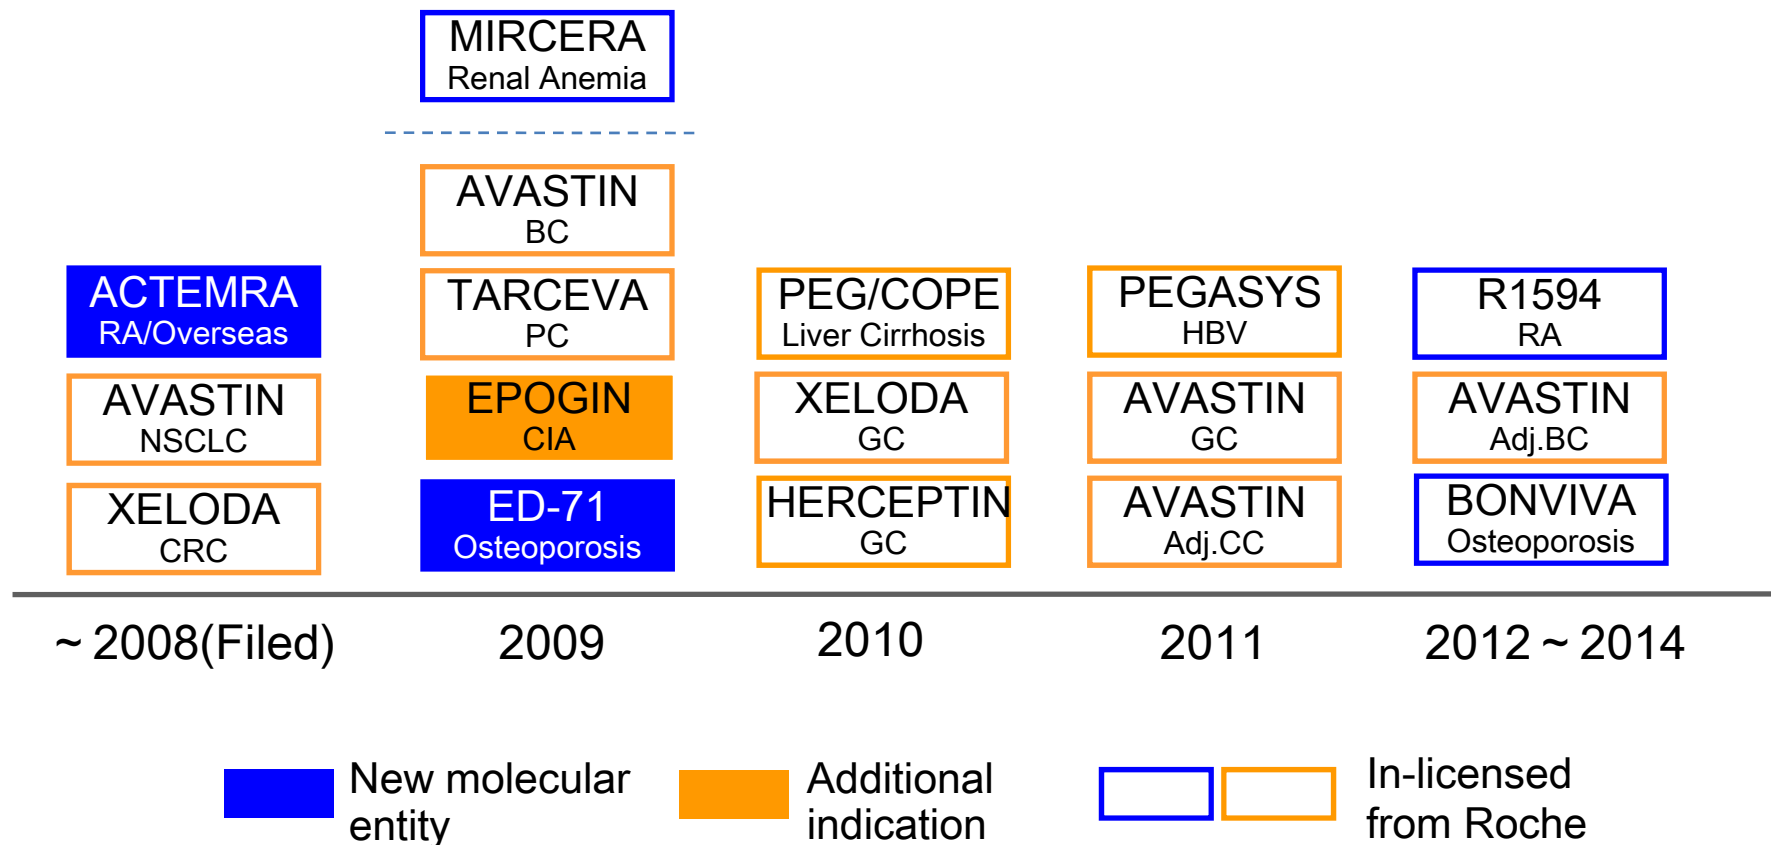 MIRCERA
Renal Anemia
AVASTIN
BC
ACTEMRA
RA/Overseas
TARCEVA
PC
PEG/COPE
Liver Cirrhosis
PEGASYS
HBV
R1594
RA
AVASTIN
NSCLC
EPOGIN
CIA
XELODA
GC
AVASTIN
GC
AVASTIN
Adj.BC
XELODA
CRC
ED-71
Osteoporosis
HERCEPTIN
GC
AVASTIN
Adj.CC
BONVIVA
Osteoporosis
~ 2008(Filed)
2009
2010
2011
2012 ~ 2014
New molecular
entity
Additional
indication
In-licensed
from Roche